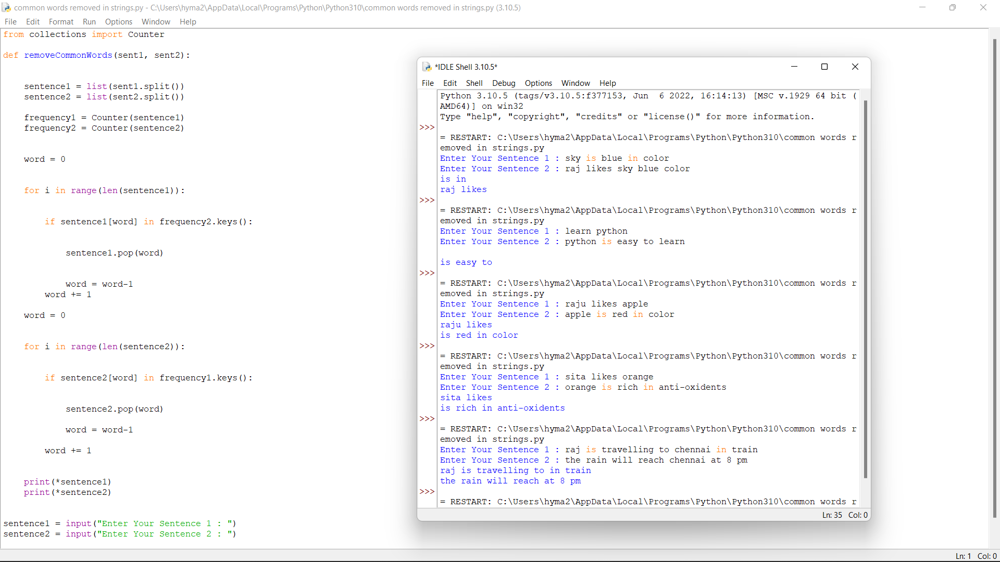 common words removed in strings.py - C:\Users\hyma2\AppData\Local\Programs\Python\Python310\common words removed in strings.py (3.10.5)
File Edit Format Run Options Window Help
from collections import Counter
def removeCommonWords(sent1, sent2):
sentence1 = list(sent1.split())
sentence2 = list(sent2.split())
frequency1 = Counter(sentence1)
frequency2 = Counter(sentence2)
word = 0
for i in range(len(sentence1)):
if sentence1[word] in frequency2.keys():
sentence1.pop(word)
word = word-1
word += 1
word = 0
for i in range(len(sentence2)):
if sentence2[word] in frequency1.keys():
sentence2.pop(word)
word = word-1
word += 1
print(*sentence1)
print(*sentence2)
sentence1 = input("Enter Your Sentence 1 : ")
sentence2 = input("Enter Your Sentence 2 : ")
*IDLE Shell 3.10.5*
File Edit Shell Debug Options Window Help
Python 3.10.5 (tags/v3.10.5:f377153, Jun  6 2022, 16:14:13) [MSC v.1929 64 bit (
AMD64)] on win32
Type "help", "copyright", "credits" or "license()" for more information.
>>>
= RESTART: C:\Users\hyma2\AppData\Local\Programs\Python\Python310\common words r
emoved in strings.py
Enter Your Sentence 1 : sky is blue in color
Enter Your Sentence 2 : raj likes sky blue color
is in
raj likes
>>>
= RESTART: C:\Users\hyma2\AppData\Local\Programs\Python\Python310\common words r
emoved in strings.py
Enter Your Sentence 1 : learn python
Enter Your Sentence 2 : python is easy to learn
is easy to
>>>
= RESTART: C:\Users\hyma2\AppData\Local\Programs\Python\Python310\common words r
emoved in strings.py
Enter Your Sentence 1 : raju likes apple
Enter Your Sentence 2 : apple is red in color
raju likes
is red in color
>>>
= RESTART: C:\Users\hyma2\AppData\Local\Programs\Python\Python310\common words r
emoved in strings.py
Enter Your Sentence 1 : sita likes orange
Enter Your Sentence 2 : orange is rich in anti-oxidents
sita likes
is rich in anti-oxidents
>>>
= RESTART: C:\Users\hyma2\AppData\Local\Programs\Python\Python310\common words r
emoved in strings.py
Enter Your Sentence 1 : raj is travelling to chennai in train
Enter Your Sentence 2 : the rain will reach chennai at 8 pm
raj is travelling to in train
the rain will reach at 8 pm
>>>
= RESTART: C:\Users\hyma2\AppData\Local\Programs\Python\Python310\common words r
Ln: 35 Col: 0
Ln: 1 Col: 0